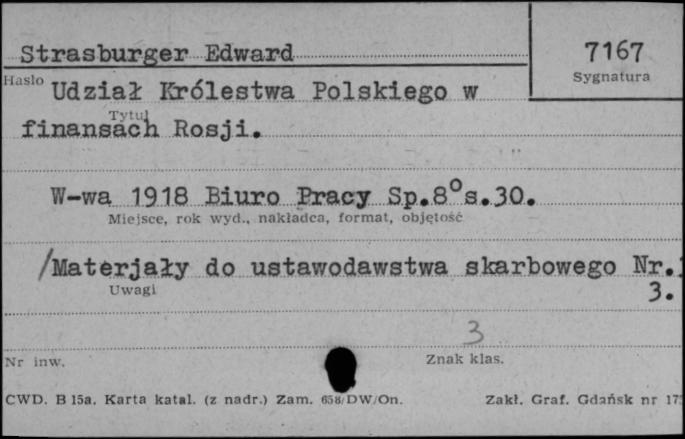 Strasburger Edward
7167
Hasło
Sygnatura
Udział Królestwa Polskiego w
Tytuł
finansach Rosji.
W-wa 1918 Biuro Pracy Sp.8°s.30.
Miejsce, rok wyd., nakładca, format, objętość
/Materjały do ustawodawstwa skarbowego Nr.
Uwagi
3.
3
Nr inw.
Znak klas.
CWD. B 15a. Karta katal. (z nadr.) Zam. 658/DW/On.
Zakł. Graf. Gdańsk nr